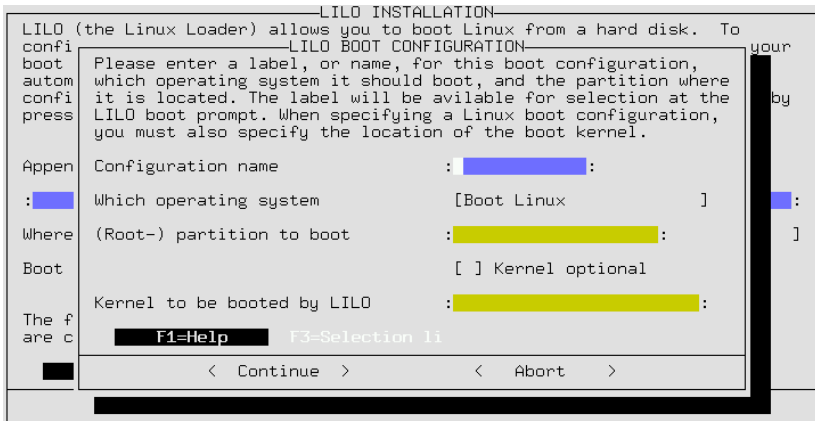 LILO INSTALLATION
LILO (the Linux Loader) allows you to boot Linux from a hard disk. To
confi
your
boot
autom
confi
by
press
LILO BOOT CONFIGURATION
Please enter a label, or name, for this boot configuration,
which operating system it should boot, and the partition where
it is located. The label will be avilable for selection at the
LILO boot prompt. When specifying a Linux boot configuration,
you must also specify the location of the boot kernel.
Appen
Configuration name : :
: Which operating system [Boot Linux ] :
Where (Root-) partition to boot : : ]
Boot [ ] Kernel optional
Kernel to be booted by LILO : :
The f
are c
F1=Help F3=Selection li
< Continue > < Abort >